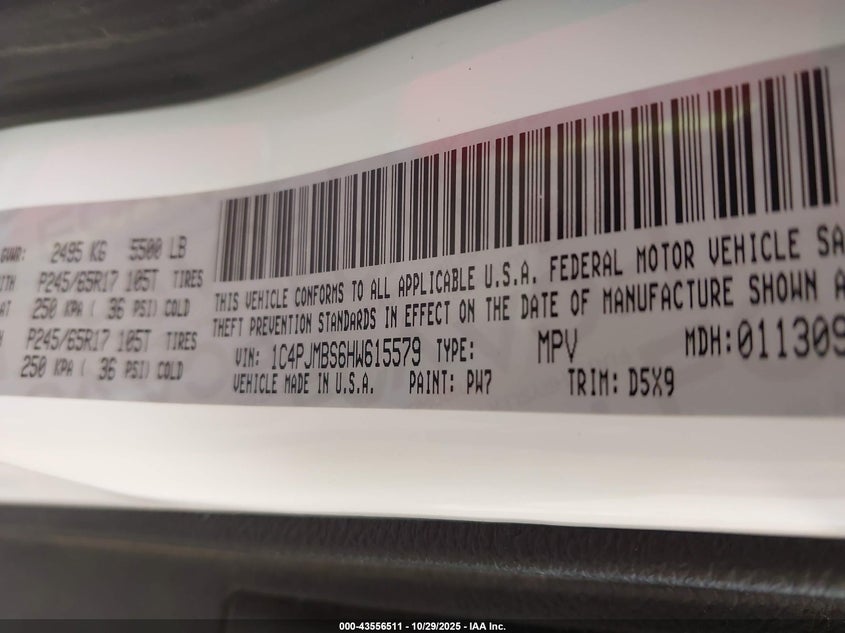 GVWR: 2495 KG 5500 LB
P245/65R17 105T TIRES
250 KPA ( 36 PSI) COLD
P245/65R17 105T TIRES
250 KPA ( 36 PSI) COLD
THIS VEHICLE CONFORMS TO ALL APPLICABLE U.S.A. FEDERAL MOTOR VEHICLE SA
THEFT PREVENTION STANDARDS IN EFFECT ON THE DATE OF MANUFACTURE SHOWN A
VIN: 1C4PJMBS6HW615579 TYPE: MPV MDH:011309
VEHICLE MADE IN U.S.A. PAINT: PW7 TRIM: D5X9
000-43556511 - 10/29/2025 - IAA Inc.